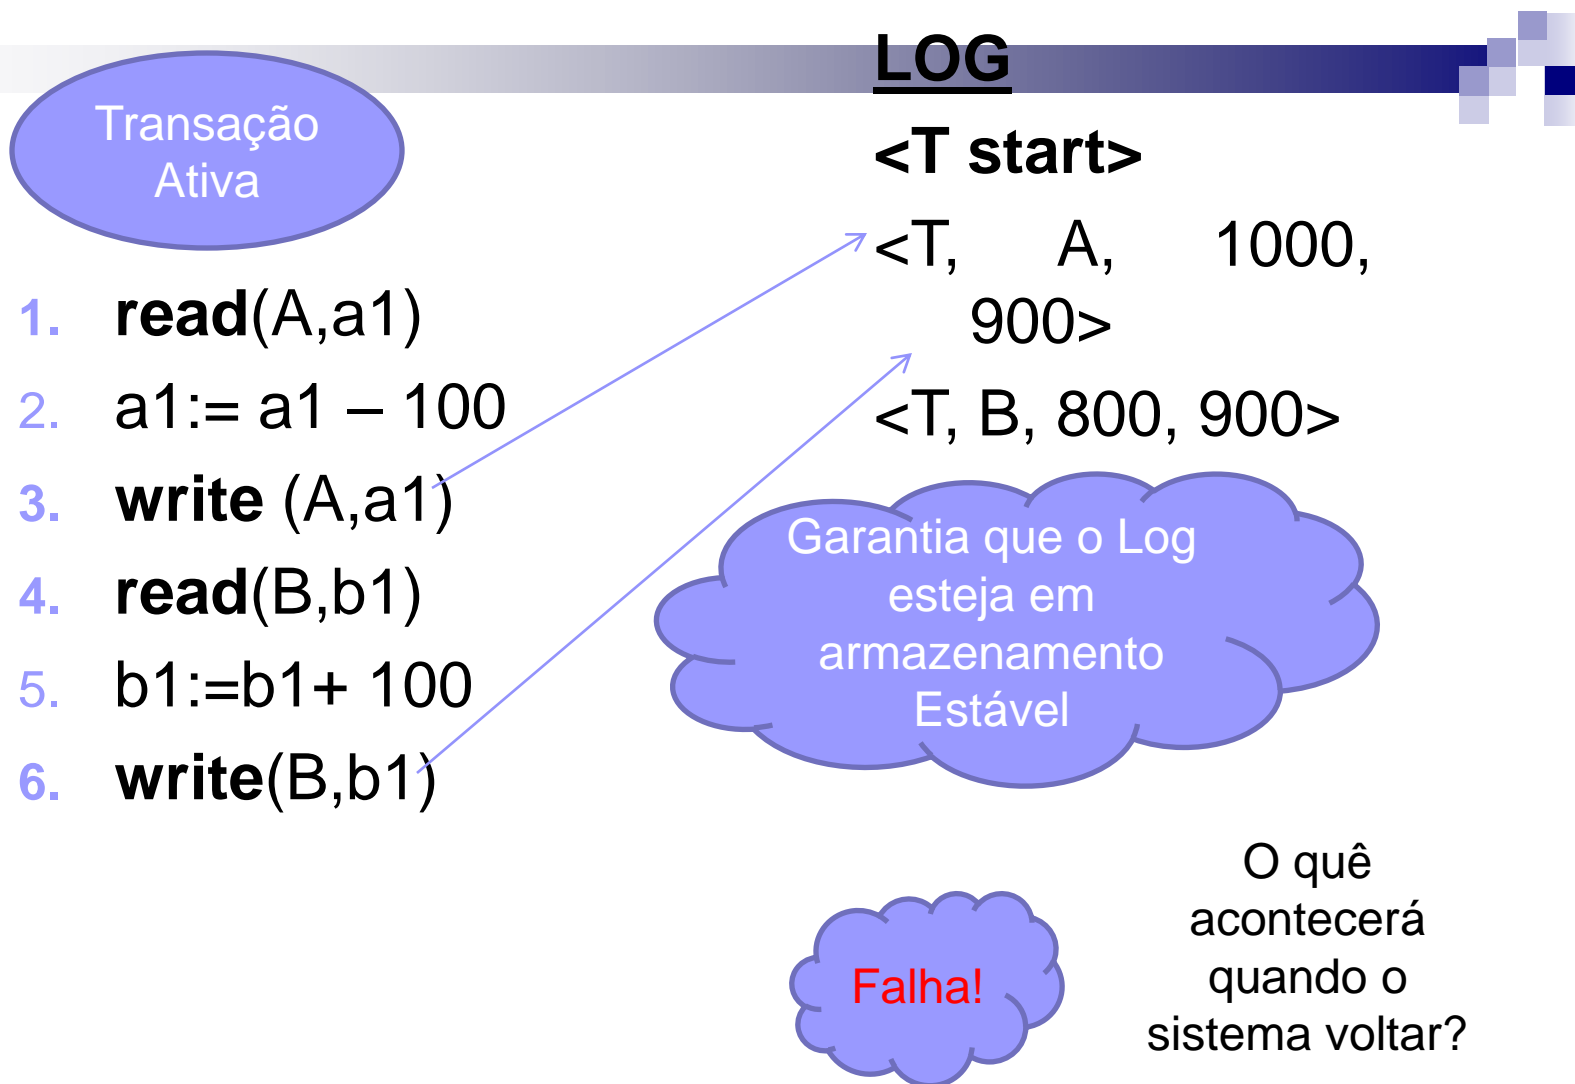 Transação
Ativa
1. read(A,a1)
2. a1:= a1 – 100
3. write (A,a1)
4. read(B,b1)
5. b1:=b1+ 100
6. write(B,b1)
LOG
<T start>
<T, A, 1000,
900>
<T, B, 800, 900>
Garantia que o Log
esteja em
armazenamento
Estável
Falha!
O quê
acontecerá
quando o
sistema voltar?